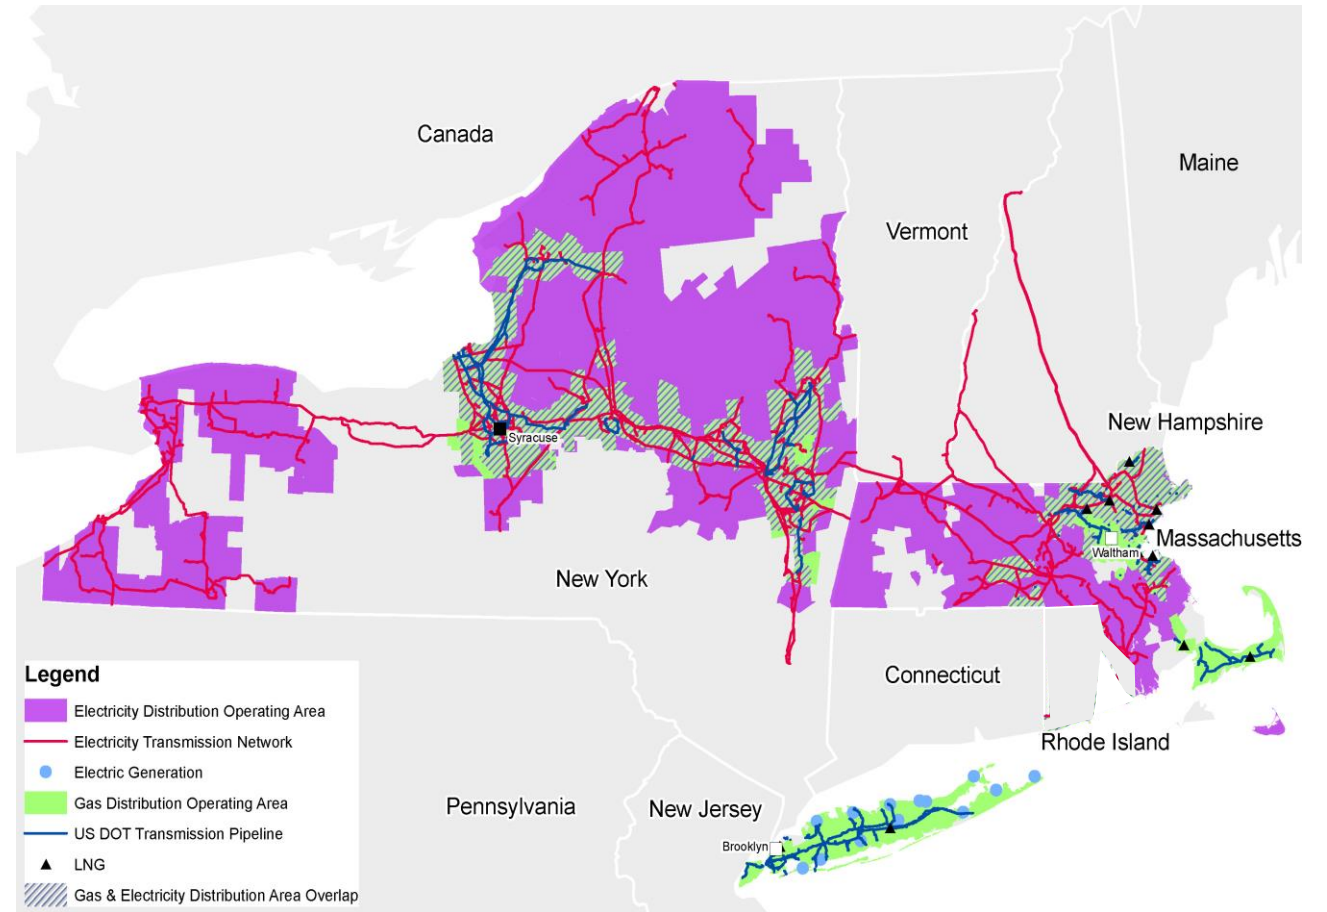 Canada
Maine
Vermont
New Hampshire
Syracuse
Massachusetts
Waltham
New York
Connecticut
Rhode Island
Pennsylvania
New Jersey
Brooklyn
Legend
Electricity Distribution Operating Area
Electricity Transmission Network
Electric Generation
Gas Distribution Operating Area
US DOT Transmission Pipeline
LNG
Gas & Electricity Distribution Area Overlap